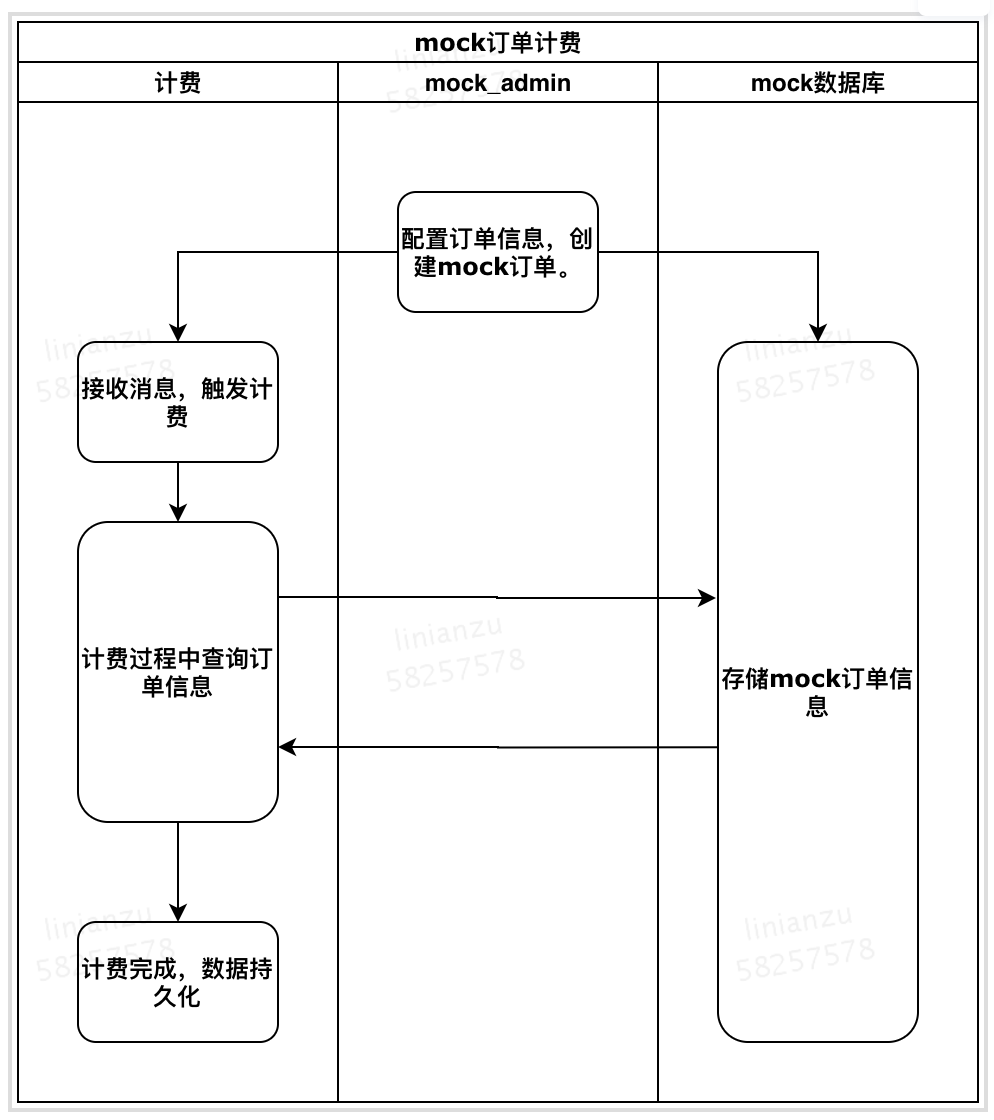 mock订单计费
计费
mock_admin
mock数据库
linianzu
58257578
配置订单信息，创
建mock订单。
linianzu
58257578
接收消息，触发计
费
linianzu
58257578
计费过程中查询订
单信息
linianzu
58257578
存储mock订单信
息
linianzu
58257578
计费完成，数据持
久化
linianzu
58257578